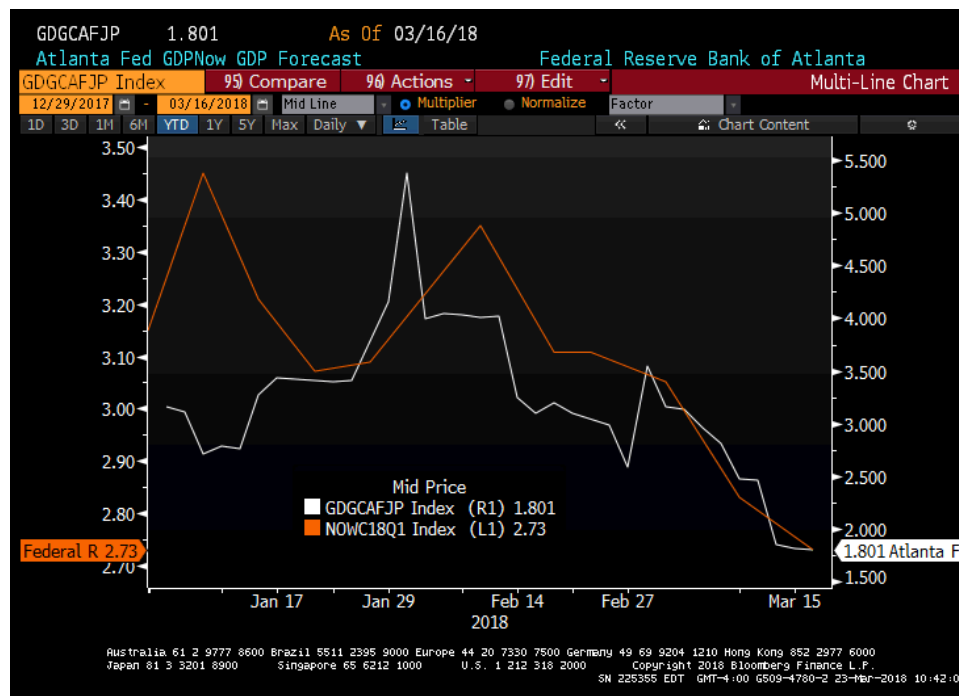 GDGCAFJP 1.801 As Of 03/16/18
Atlanta Fed GDPNow GDP Forecast Federal Reserve Bank of Atlanta
GDGCAFJP Index 95) Compare 96) Actions 97) Edit Multi-Line Chart
12/29/2017 - 03/16/2018 Mid Line Multiplier Normalize Factor
1D 3D 1M 6M YTD 1Y 5Y Max Daily ▼ Table « Chart Content
3.50
3.40
3.30
3.20
3.10
3.00
2.90
2.80
2.70
5.500
5.000
4.500
4.000
3.500
3.000
2.500
2.000
1.500
Mid Price
GDGCAFJP Index (R1) 1.801
NOWC18Q1 Index (L1) 2.73
Federal R 2.73
1.801 Atlanta F
Jan 17 Jan 29 Feb 14 Feb 27 Mar 15
2018
Australia 61 2 9777 8600 Brazil 5511 2395 9000 Europe 44 20 7330 7500 Germany 49 69 9204 1210 Hong Kong 852 2977 6000
Japan 81 3 3201 8900 Singapore 65 6212 1000 U.S. 1 212 318 2000 Copyright 2018 Bloomberg Finance L.P.
SN 225355 EDT GMT-4:00 G509-4780-2 23-Mar-2018 10:42:0